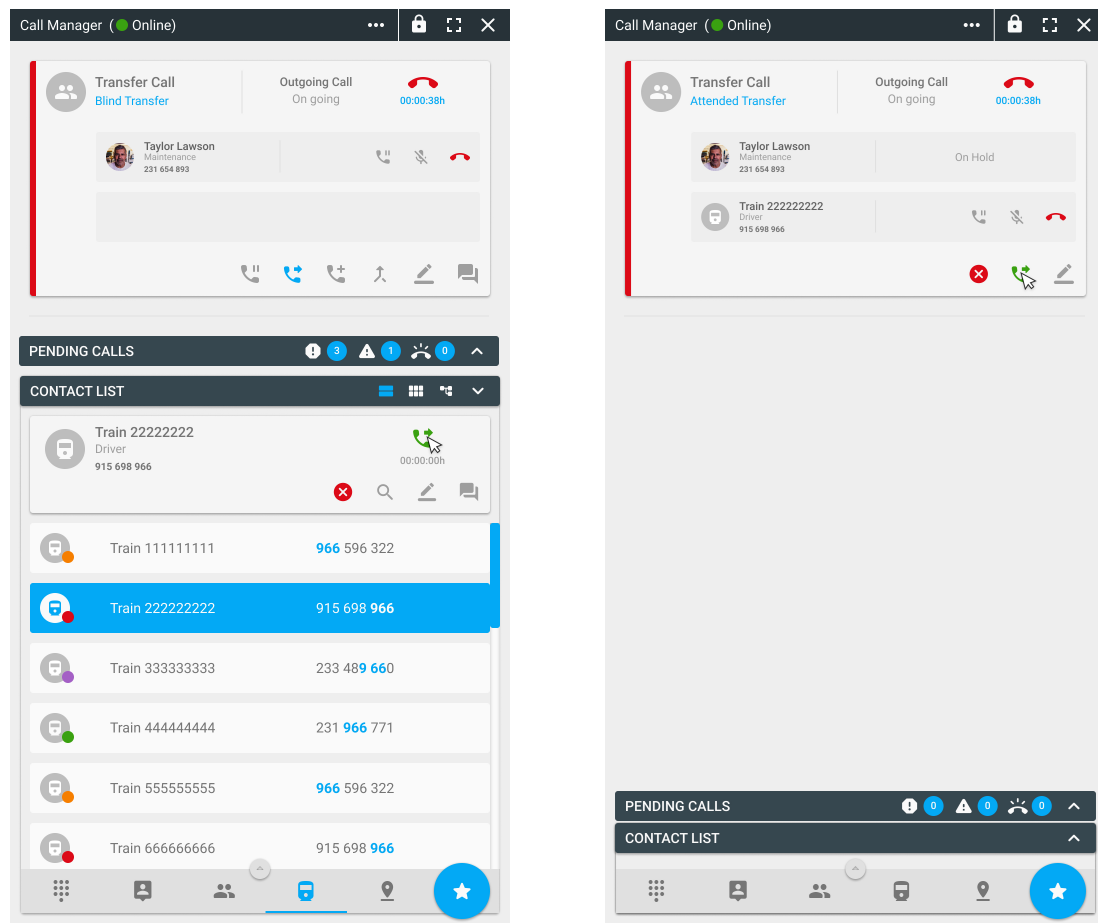 Call Manager ( Online)
Transfer Call
Blind Transfer
Outgoing Call
On going
00:00:38h
Taylor Lawson
Maintenance
231 654 893
PENDING CALLS
3
1
0
CONTACT LIST
Train 22222222
Driver
915 698 966
00:00:00h
Train 111111111
966 596 322
Train 222222222
915 698 966
Train 333333333
233 489 660
Train 444444444
231 966 771
Train 555555555
966 596 322
Train 666666666
915 698 966
Call Manager ( Online)
Transfer Call
Attended Transfer
Outgoing Call
On going
00:00:38h
Taylor Lawson
Maintenance
231 654 893
On Hold
Train 222222222
Driver
915 698 966
PENDING CALLS
0
0
0
CONTACT LIST